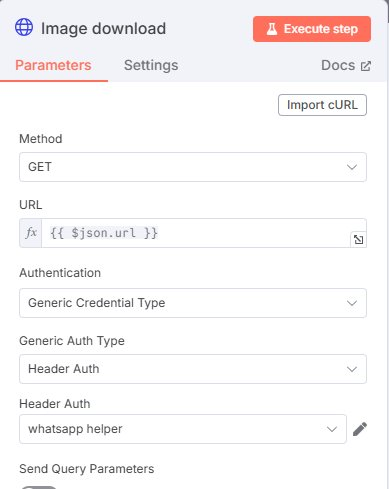 Image download
Execute step
Parameters
Settings
Docs
Import cURL
Method
GET
URL
fx {{ $json.url }}
Authentication
Generic Credential Type
Generic Auth Type
Header Auth
Header Auth
whatsapp helper
Send Query Parameters